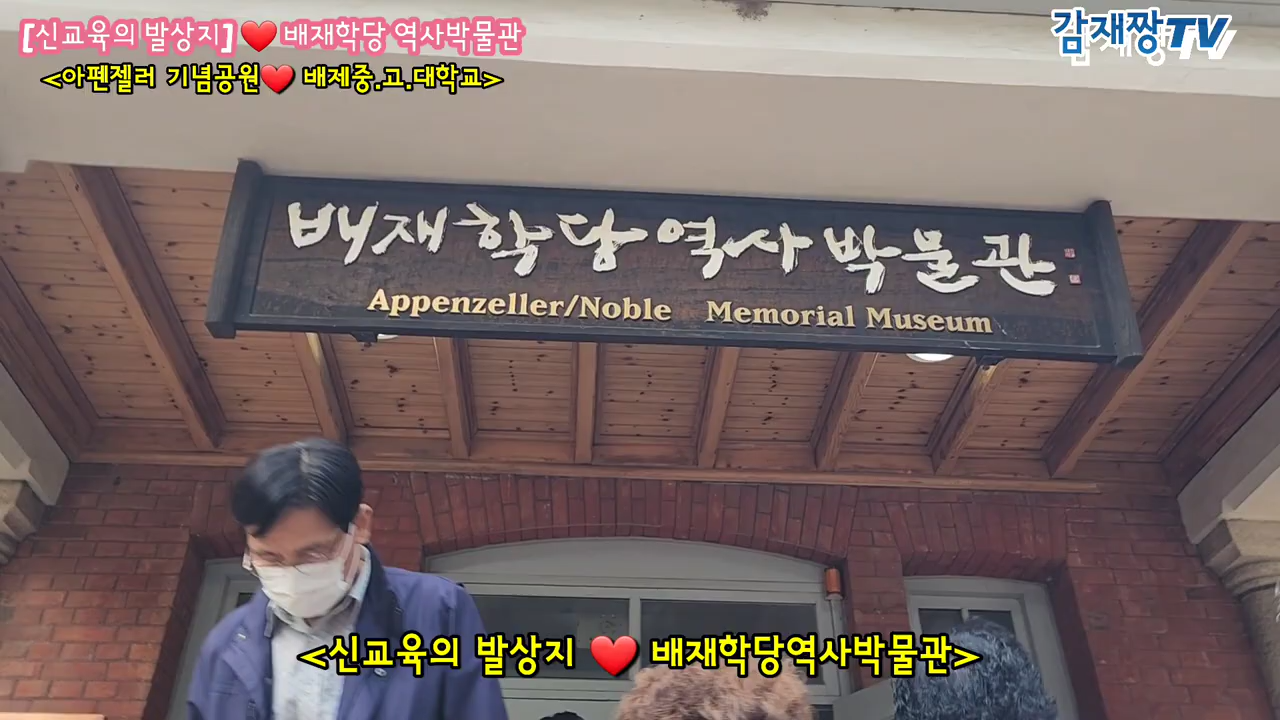 [신교육의 발상지]❤️배재학당 역사박물관
<아펜젤러 기념공원❤️ 배제중.고.대학교>
감재짱TV
배재학당역사박물관
Appenzeller/Noble Memorial Museum
<신교육의 발상지 ❤️ 배재학당역사박물관>